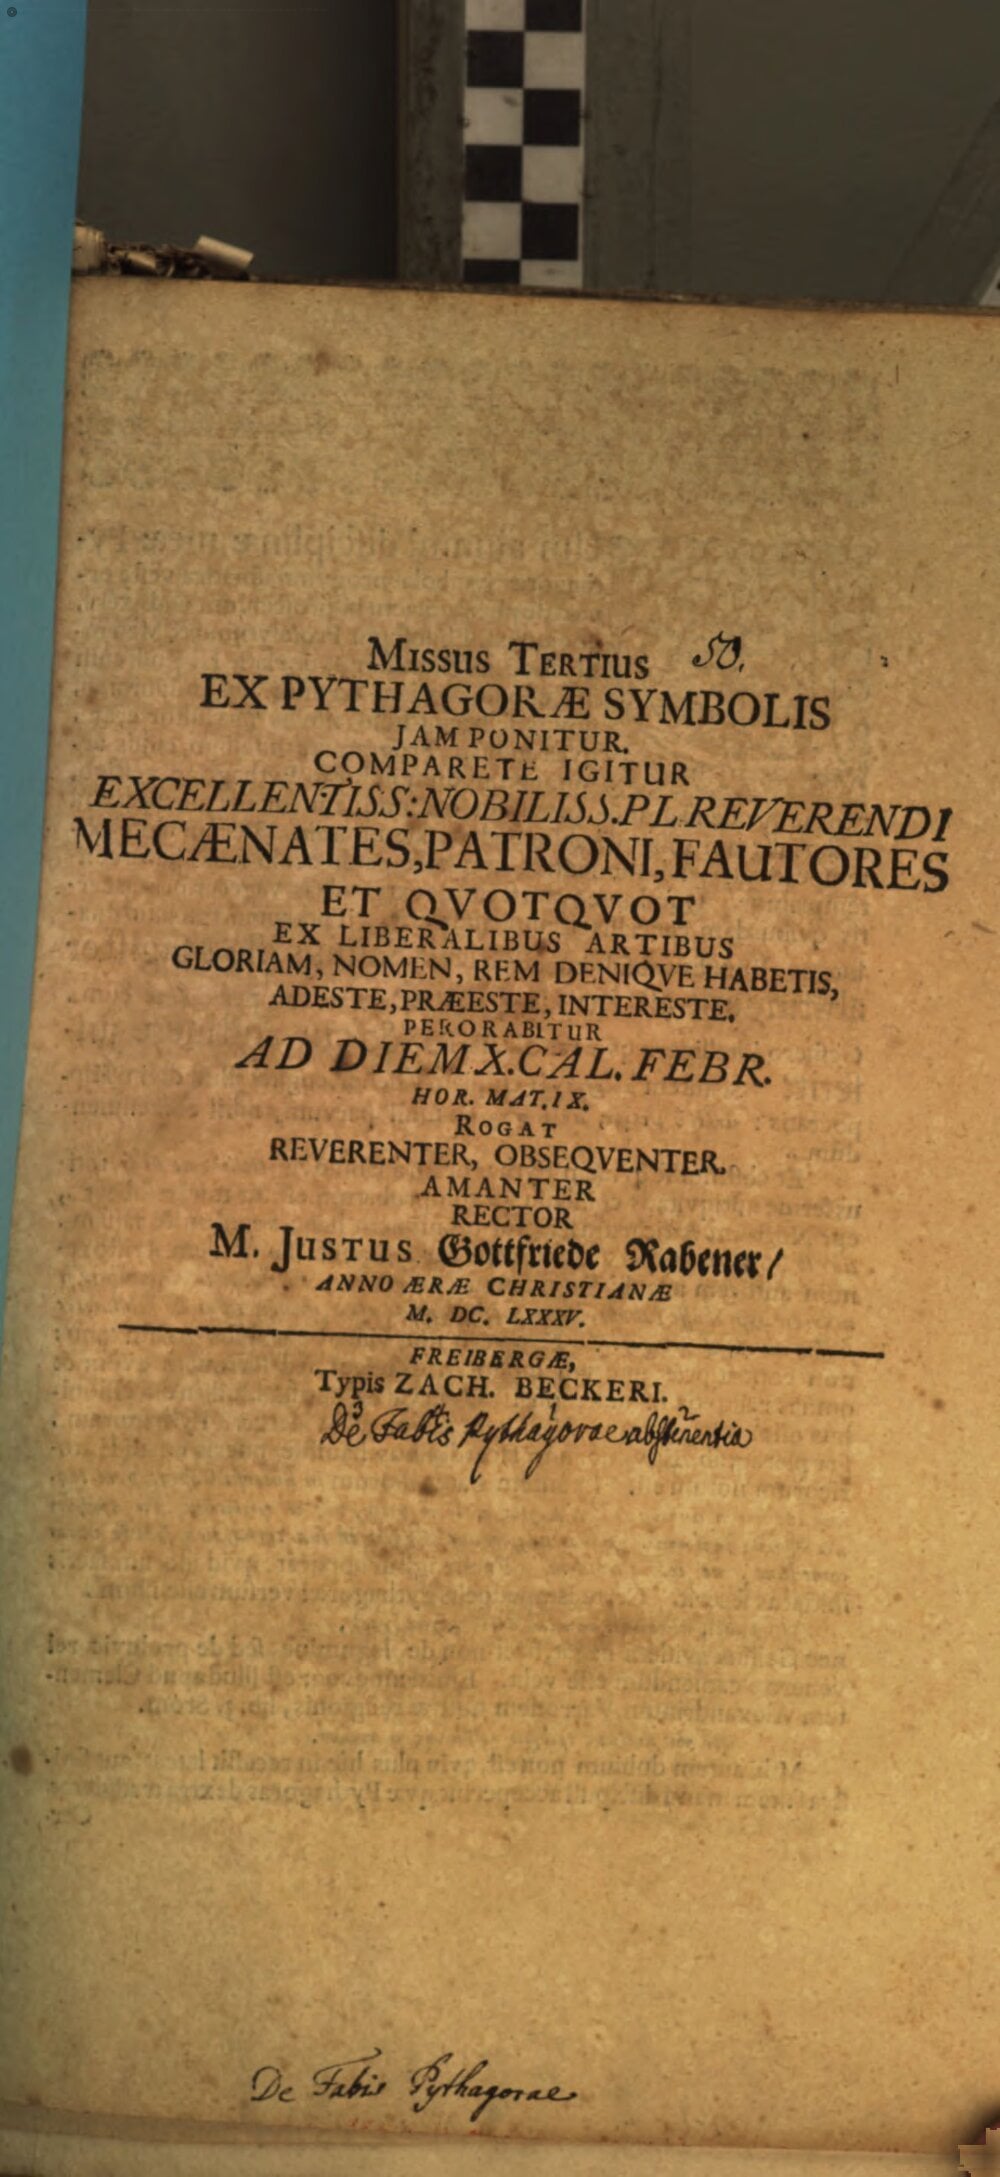 MISSUS TERTIUS 50.
EX PYTHAGORÆ SYMBOLIS
JAM PONITUR.
COMPARETE IGITUR
EXCELLENTISS:NOBILISS.PL.REVERENDI
MECÆNATES,PATRONI,FAUTORES
ET QVOTQVOT
EX LIBERALIBUS ARTIBUS
GLORIAM, NOMEN, REM DENIQVE HABETIS,
ADESTE,PRÆESTE,INTERESTE.
PERORABITUR
AD DIEM X.CAL.FEBR.
HOR. MAT.IX.
ROGAT
REVERENTER, OBSEQVENTER.
AMANTER
RECTOR
M. JUSTUS Gottfriede Rabener/
ANNO ÆRÆ CHRISTIANÆ
M. DC. LXXXV.
FREIBERGÆ,
Typis ZACH. BECKERI.
De Fabis Pythagorae abstinentia
De Fabis Pythagorae